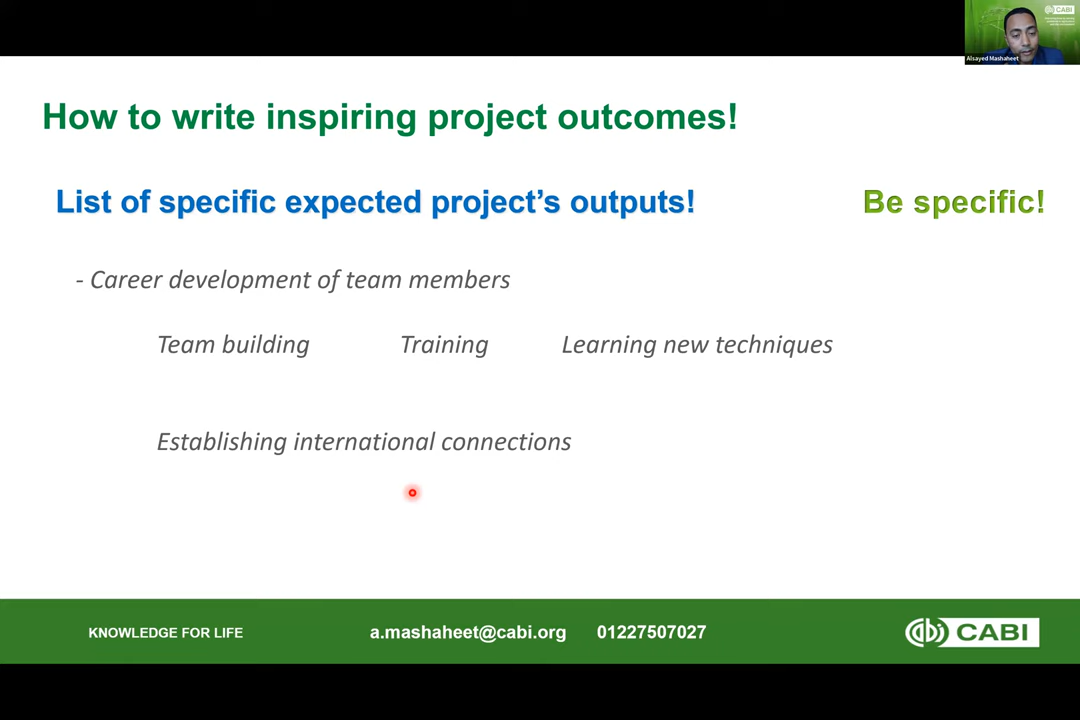 CABI
Alsayed Mashaheet
How to write inspiring project outcomes!
List of specific expected project's outputs! Be specific!
- Career development of team members
Team building Training Learning new techniques
Establishing international connections
KNOWLEDGE FOR LIFE a.mashaheet@cabi.org 01227507027 CABI